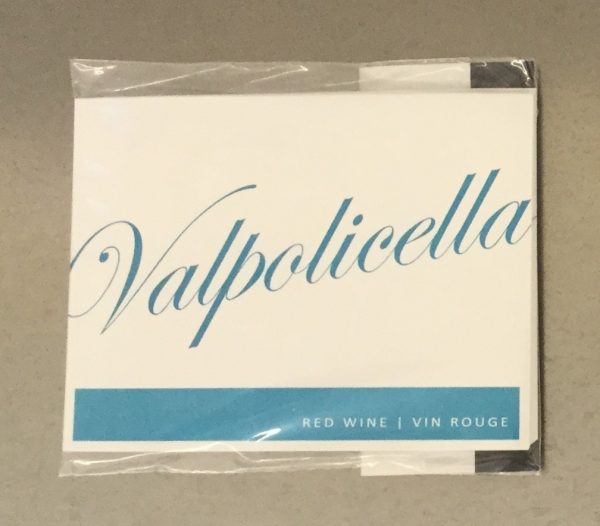 Valpolicella
RED WINE | VIN ROUGE